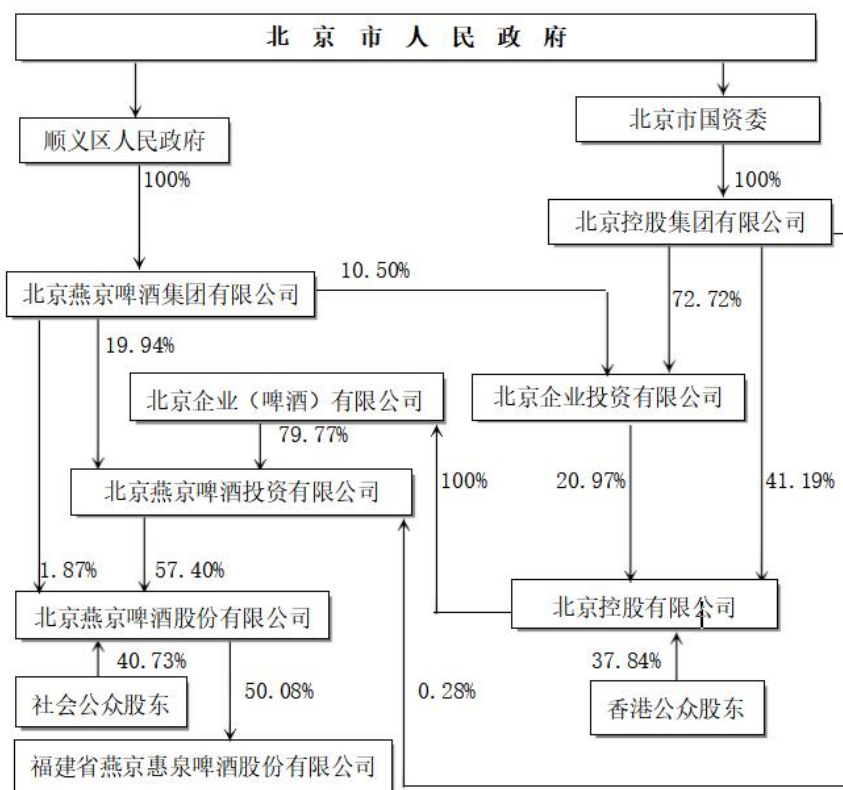 北京市人民政府
顺义区人民政府
北京市国资委
100%
100%
北京控股集团有限公司
10.50%
北京燕京啤酒集团有限公司
72.72%
19.94%
北京企业（啤酒）有限公司
北京企业投资有限公司
79.77%
北京燕京啤酒投资有限公司
100%
20.97%
41.19%
1.87%
57.40%
北京燕京啤酒股份有限公司
北京控股有限公司
40.73%
37.84%
社会公众股东
50.08%
0.28%
香港公众股东
福建省燕京惠泉啤酒股份有限公司